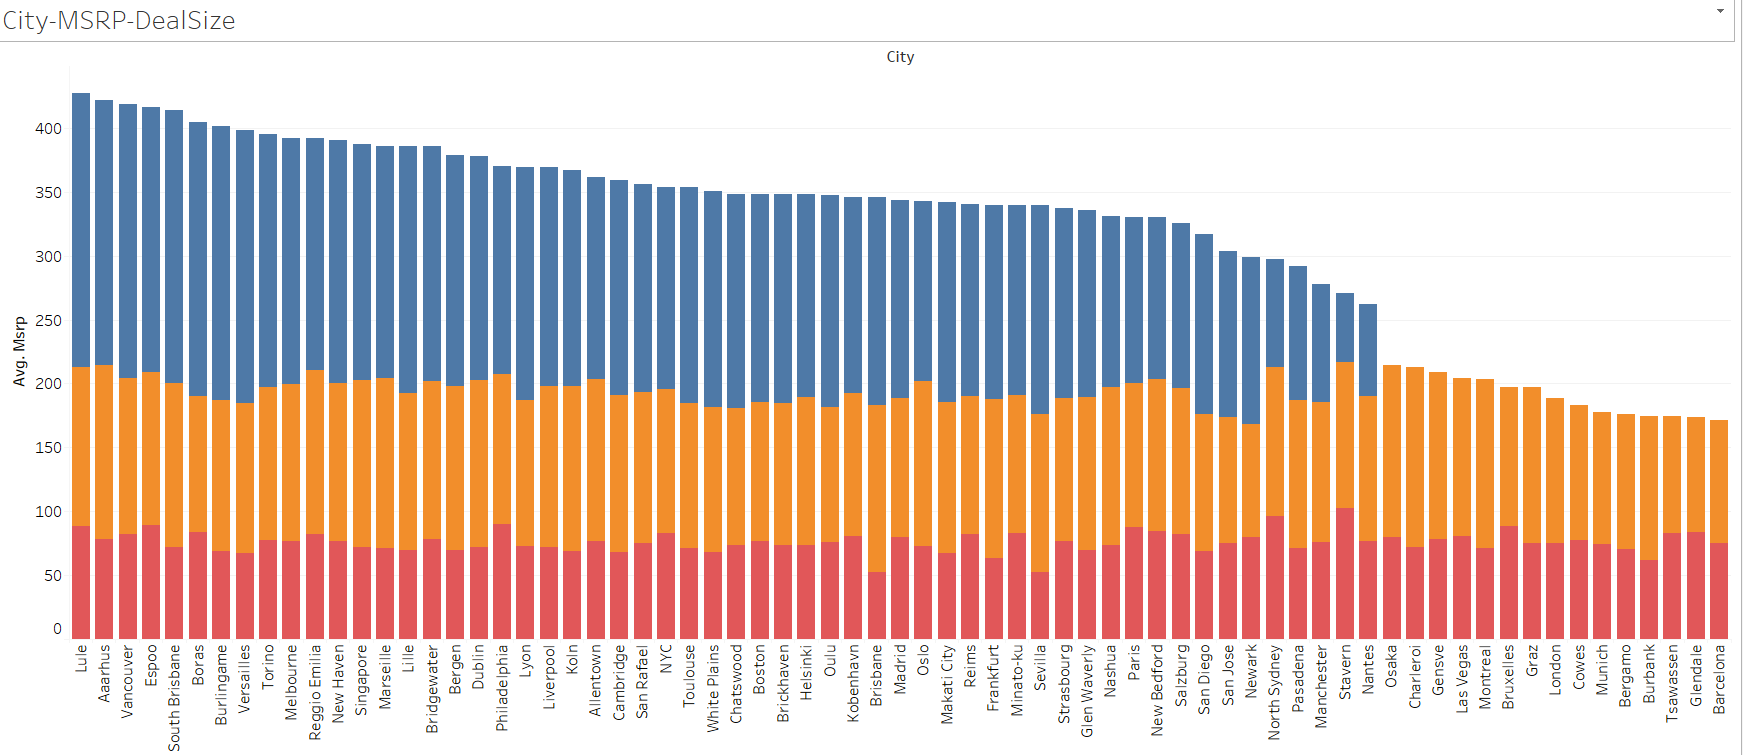 City-MSRP-DealSize
City
Avg. Msrp
400
350
300
250
200
150
100
50
0
Lule
Aaarhus
Vancouver
Espoo
South Brisbane
Boras
Burlingame
Versailles
Torino
Melbourne
Reggio Emilia
New Haven
Singapore
Marseille
Lille
Bridgewater
Bergen
Dublin
Philadelphia
Lyon
Liverpool
Koln
Allentown
Cambridge
San Rafael
NYC
Toulouse
White Plains
Chatswood
Boston
Brickhaven
Helsinki
Oulu
Kobenhavn
Brisbane
Madrid
Oslo
Makati City
Reims
Frankfurt
Minato-ku
Sevilla
Strasbourg
Glen Waverly
Nashua
Paris
New Bedford
Salzburg
San Diego
San Jose
Newark
North Sydney
Pasadena
Manchester
Stavern
Nantes
Osaka
Charleroi
Gensve
Las Vegas
Montreal
Bruxelles
Graz
London
Cowes
Munich
Bergamo
Burbank
Tsawassen
Glendale
Barcelona